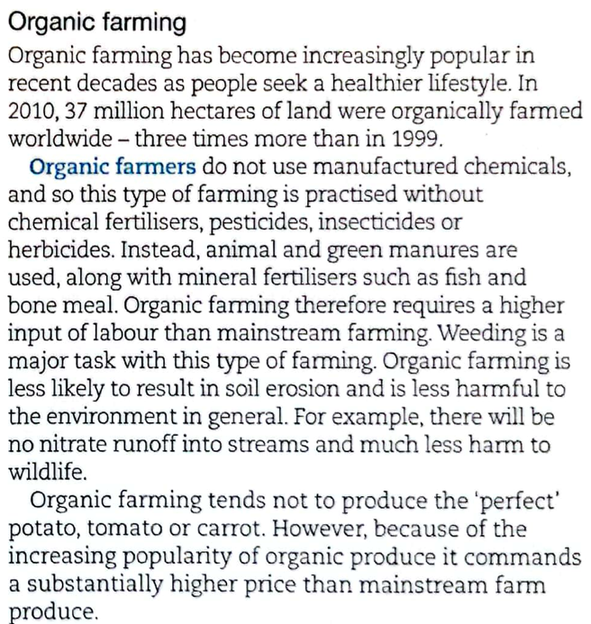 Organic farming
Organic farming has become increasingly popular in
recent decades as people seek a healthier lifestyle. In
2010, 37 million hectares of land were organically farmed
worldwide – three times more than in 1999.
Organic farmers do not use manufactured chemicals,
and so this type of farming is practised without
chemical fertilisers, pesticides, insecticides or
herbicides. Instead, animal and green manures are
used, along with mineral fertilisers such as fish and
bone meal. Organic farming therefore requires a higher
input of labour than mainstream farming. Weeding is a
major task with this type of farming. Organic farming is
less likely to result in soil erosion and is less harmful to
the environment in general. For example, there will be
no nitrate runoff into streams and much less harm to
wildlife.
Organic farming tends not to produce the ‘perfect’
potato, tomato or carrot. However, because of the
increasing popularity of organic produce it commands
a substantially higher price than mainstream farm
produce.